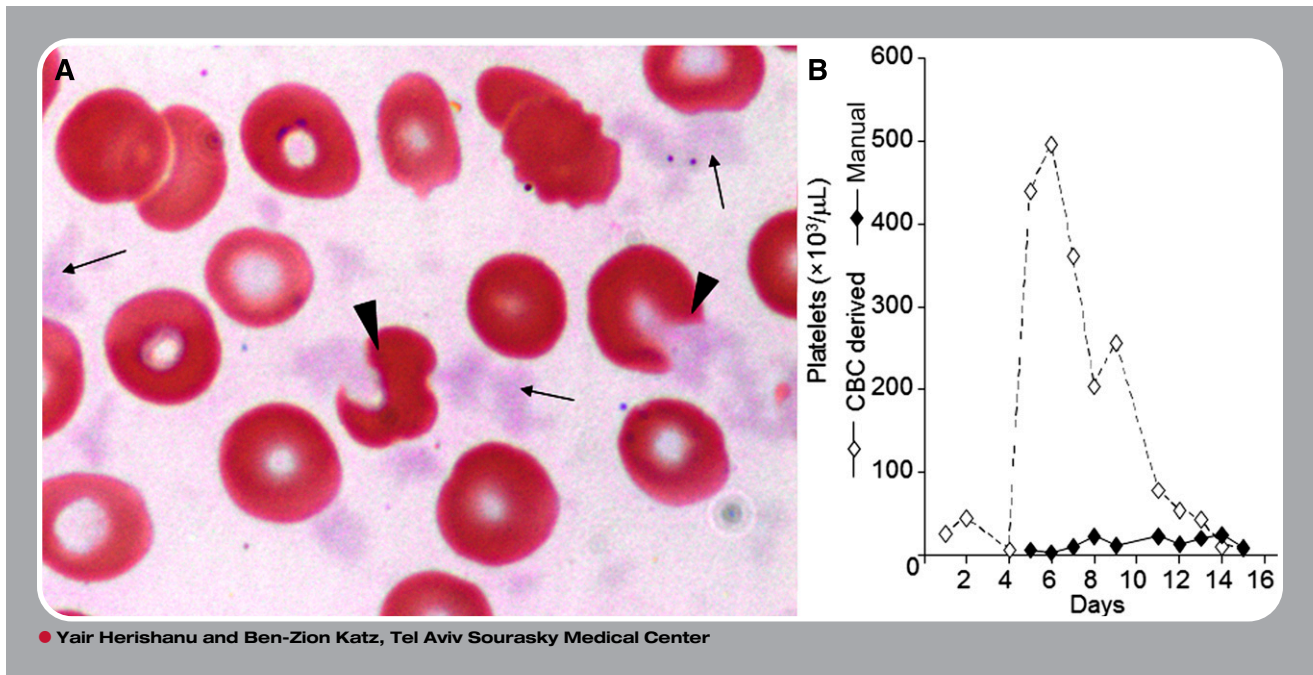 A
B
Platelets (×10³/μL)
CBC derived
Manual
600
500
400
300
200
100
0
2 4 6 8 10 12 14 16
Days
Yair Herishanu and Ben-Zion Katz, Tel Aviv Sourasky Medical Center